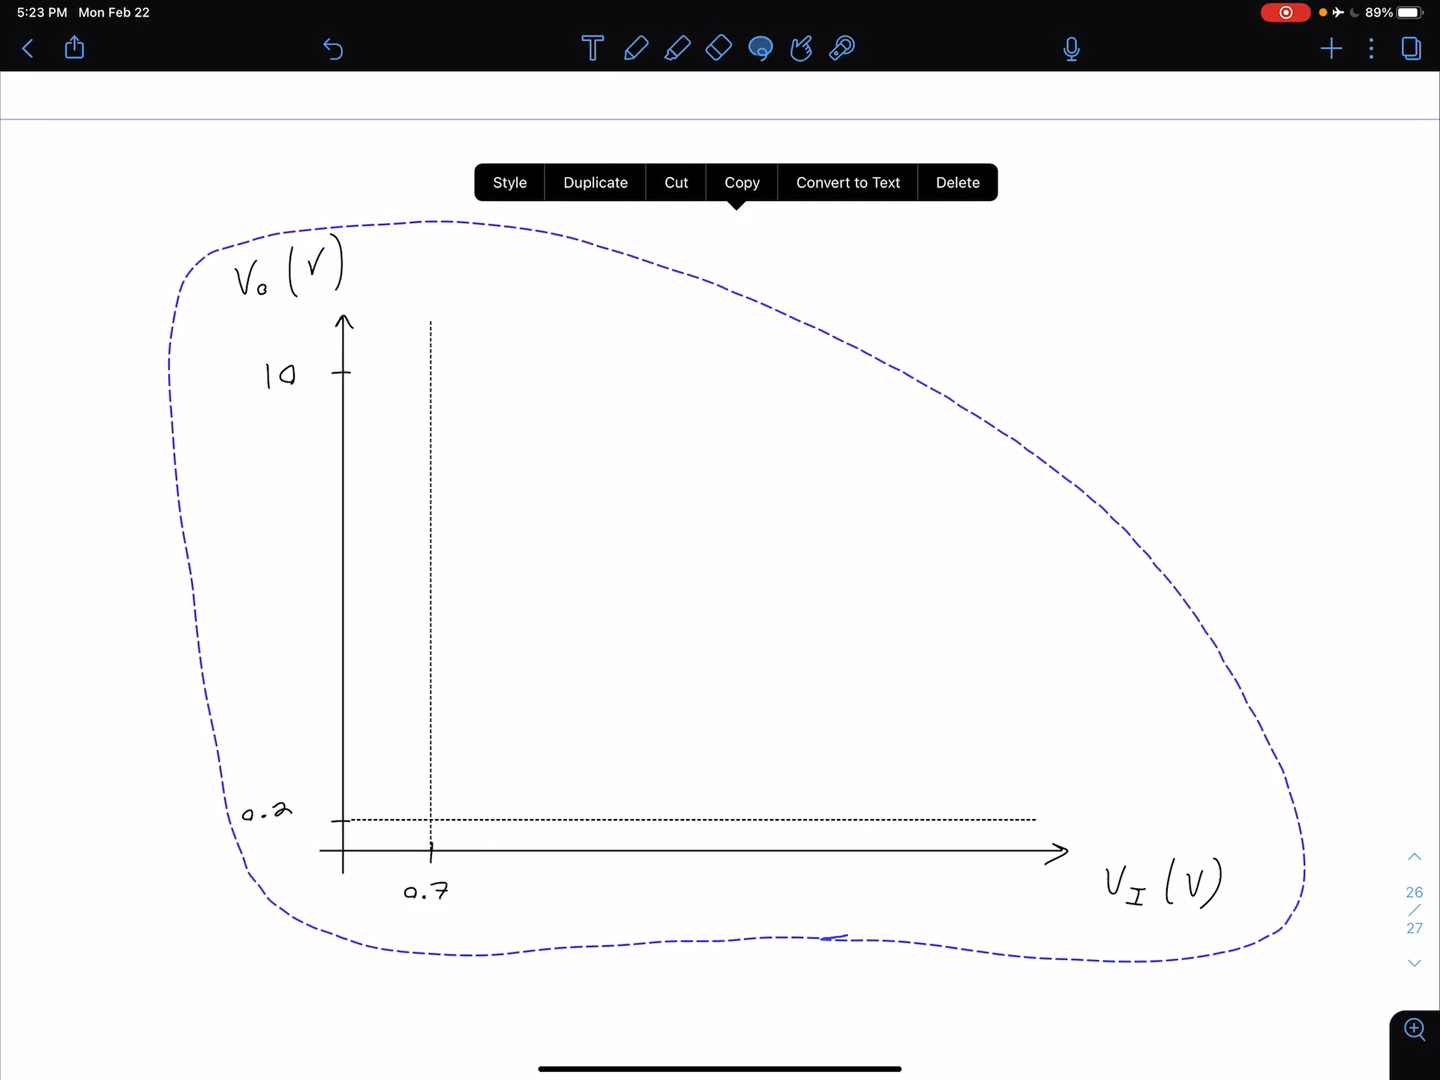 5:23 PM Mon Feb 22 89%
T
Style Duplicate Cut Copy Convert to Text Delete
Vo (V)
10
0.2
0.7
VI (V)
26
/
27